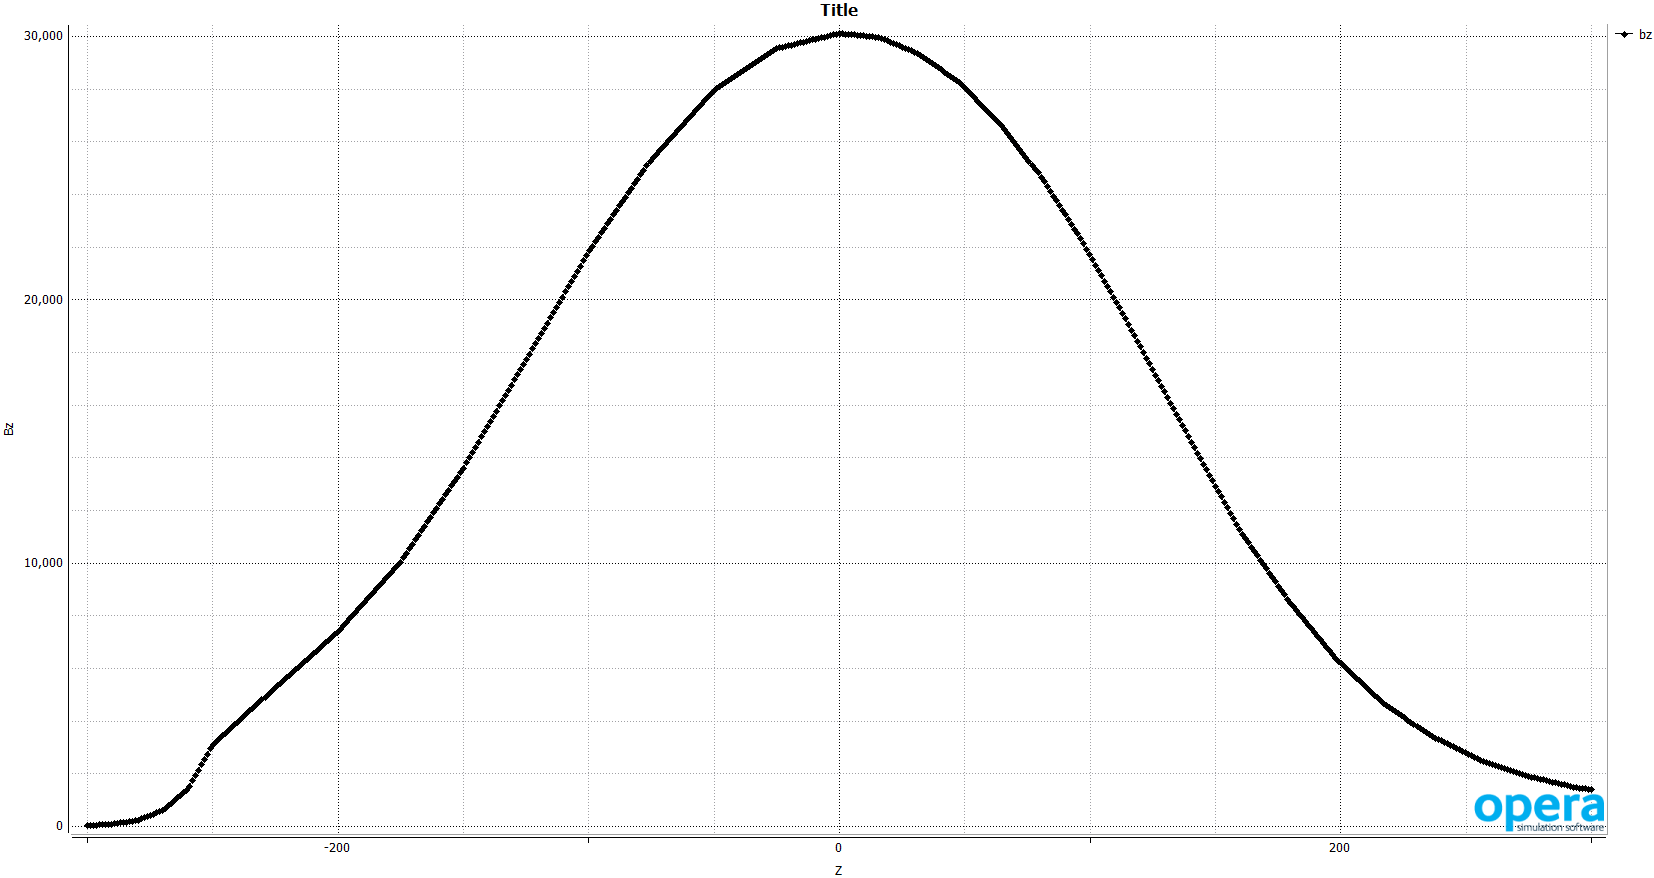 Title
30,000
bz
20,000
Bz
10,000
0
opera
simulation software
-200
0
200
Z